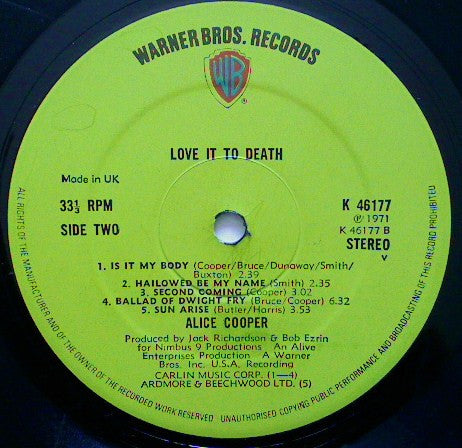 WARNER BROS. RECORDS
WB
LOVE IT TO DEATH
Made in UK
33⅓ RPM
SIDE TWO
K 46177
℗ 1971
K 46177 B
STEREO
V
1. IS IT MY BODY (Cooper/Bruce/Dunaway/Smith/
Buxton) 2.39
2. HALLOWED BE MY NAME (Smith) 2.35
3. SECOND COMING (Cooper) 3.02
4. BALLAD OF DWIGHT FRY (Bruce/Cooper) 6.32
5. SUN ARISE (Butler/Harris) 3.53
ALICE COOPER
Produced by Jack Richardson & Bob Ezrin
for Nimbus 9 Productions An Alive
Enterprises Production A Warner
Bros. Inc. U.S.A. Recording
CARLIN MUSIC CORP. (1—4)
ARDMORE & BEECHWOOD LTD. (5)
ALL RIGHTS OF THE MANUFACTURER AND OF THE OWNER OF THE RECORDED WORK RESERVED UNAUTHORISED COPYING PUBLIC PERFORMANCE AND BROADCASTING OF THIS RECORD PROHIBITED